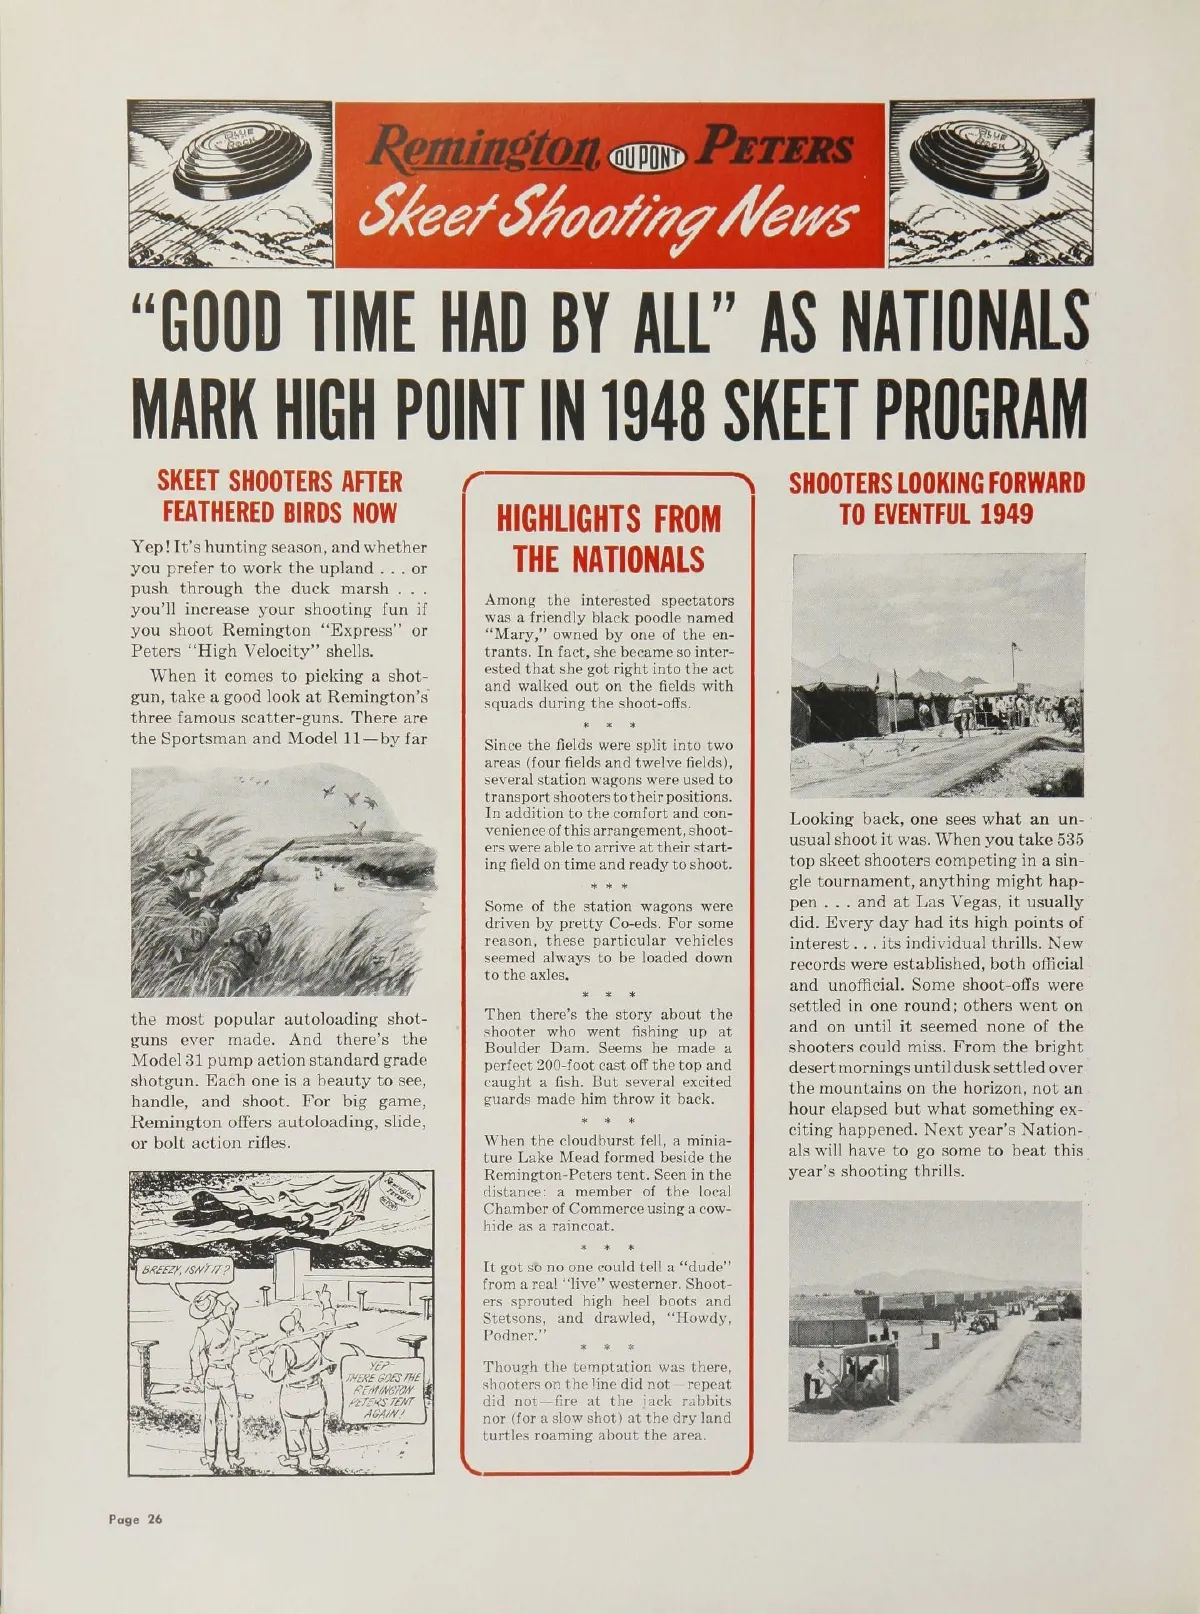 BLUE
ROCK
Remington DU PONT PETERS
Skeet Shooting News
BLUE
ROCK
“GOOD TIME HAD BY ALL” AS NATIONALS
MARK HIGH POINT IN 1948 SKEET PROGRAM
SKEET SHOOTERS AFTER
FEATHERED BIRDS NOW
Yep! It's hunting season, and whether
you prefer to work the upland . . . or
push through the duck marsh . . .
you'll increase your shooting fun if
you shoot Remington “Express” or
Peters “High Velocity” shells.
When it comes to picking a shot-
gun, take a good look at Remington's
three famous scatter-guns. There are
the Sportsman and Model 11—by far
the most popular autoloading shot-
guns ever made. And there's the
Model 31 pump action standard grade
shotgun. Each one is a beauty to see,
handle, and shoot. For big game,
Remington offers autoloading, slide,
or bolt action rifles.
REMINGTON
PETERS
BREEZY, ISN'T IT?
YEP
THERE GOES THE
REMINGTON
PETERS TENT
AGAIN!
HIGHLIGHTS FROM
THE NATIONALS
Among the interested spectators
was a friendly black poodle named
“Mary,” owned by one of the en-
trants. In fact, she became so inter-
ested that she got right into the act
and walked out on the fields with
squads during the shoot-offs.
* * *
Since the fields were split into two
areas (four fields and twelve fields),
several station wagons were used to
transport shooters to their positions.
In addition to the comfort and con-
venience of this arrangement, shoot-
ers were able to arrive at their start-
ing field on time and ready to shoot.
* * *
Some of the station wagons were
driven by pretty Co-eds. For some
reason, these particular vehicles
seemed always to be loaded down
to the axles.
* * *
Then there's the story about the
shooter who went fishing up at
Boulder Dam. Seems he made a
perfect 200-foot cast off the top and
caught a fish. But several excited
guards made him throw it back.
* * *
When the cloudburst fell, a minia-
ture Lake Mead formed beside the
Remington-Peters tent. Seen in the
distance: a member of the local
Chamber of Commerce using a cow-
hide as a raincoat.
* * *
It got so no one could tell a “dude”
from a real “live” westerner. Shoot-
ers sprouted high heel boots and
Stetsons, and drawled, “Howdy,
Podner.”
* * *
Though the temptation was there,
shooters on the line did not—repeat
did not—fire at the jack rabbits
nor (for a slow shot) at the dry land
turtles roaming about the area.
SHOOTERS LOOKING FORWARD
TO EVENTFUL 1949
Looking back, one sees what an un-
usual shoot it was. When you take 535
top skeet shooters competing in a sin-
gle tournament, anything might hap-
pen . . . and at Las Vegas, it usually
did. Every day had its high points of
interest . . . its individual thrills. New
records were established, both official
and unofficial. Some shoot-offs were
settled in one round; others went on
and on until it seemed none of the
shooters could miss. From the bright
desert mornings until dusk settled over
the mountains on the horizon, not an
hour elapsed but what something ex-
citing happened. Next year's Nation-
als will have to go some to beat this
year's shooting thrills.
Page 26